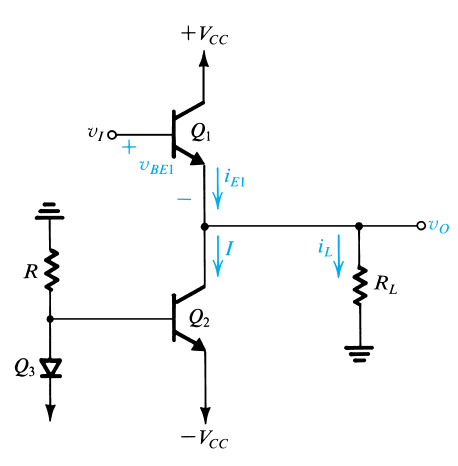 +V_CC
v_I
+
v_BE1
−
Q_1
i_E1
v_O
I
i_L
R
R_L
Q_2
Q_3
−V_CC